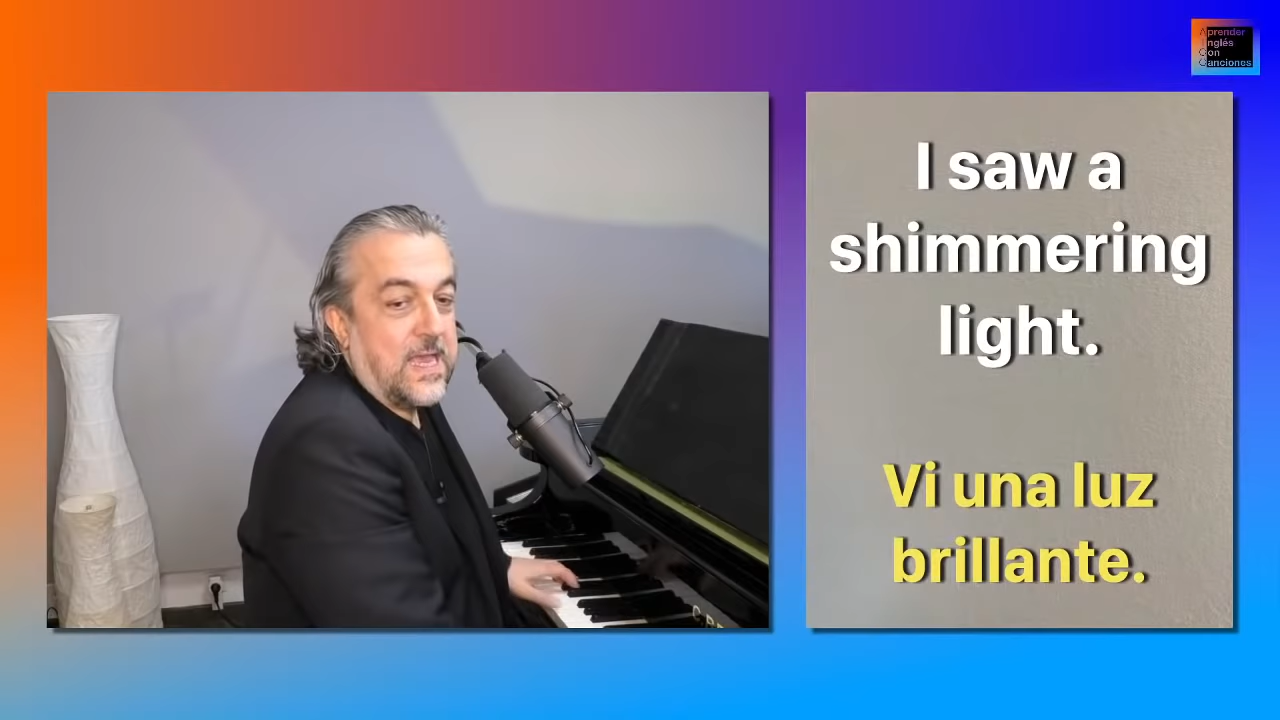 Aprender
Inglés
Con
Canciones
I saw a
shimmering
light.
Vi una luz
brillante.